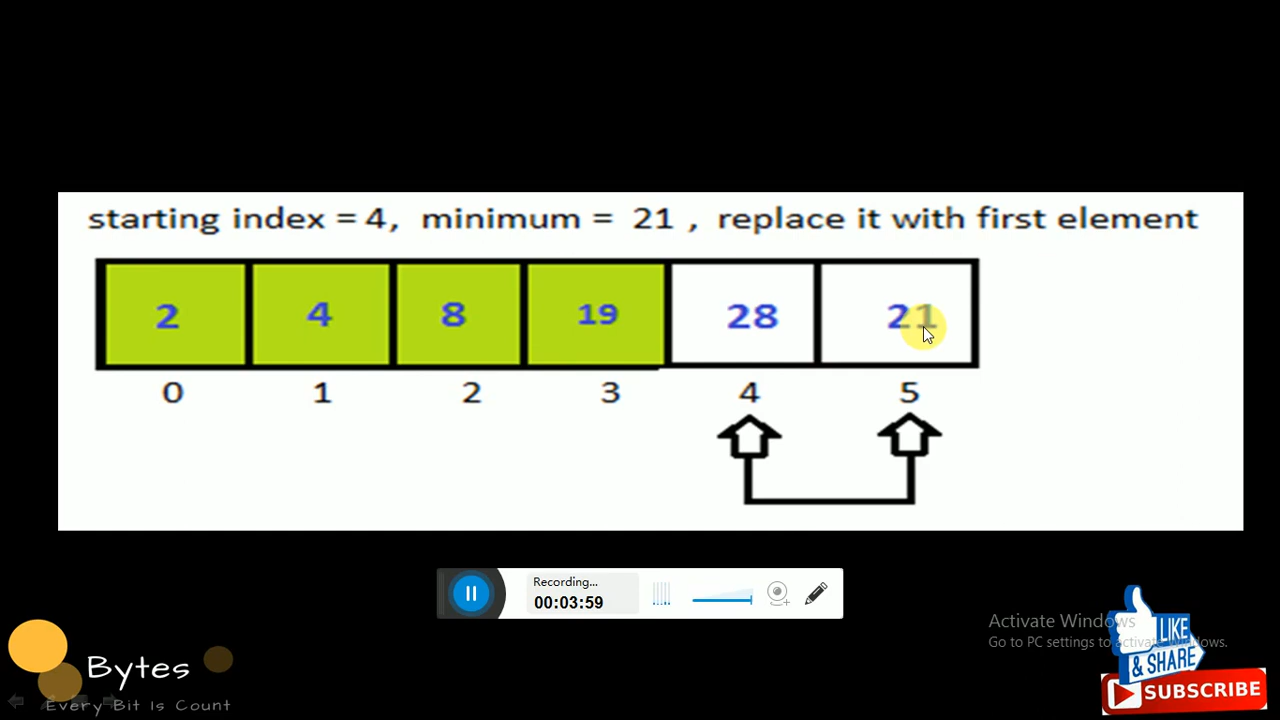 starting index = 4, minimum = 21 , replace it with first element
2 4 8 19 28 21
0 1 2 3 4 5
Recording...
00:03:59
Activate Windows
Go to PC settings to activate Windows.
LIKE
& SHARE
SUBSCRIBE
Bytes
Every Bit Is Count